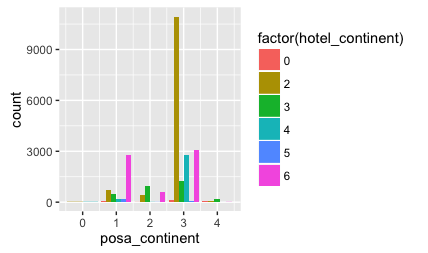 factor(hotel_continent)
0
2
3
4
5
6
9000
6000
3000
0
count
0 1 2 3 4
posa_continent